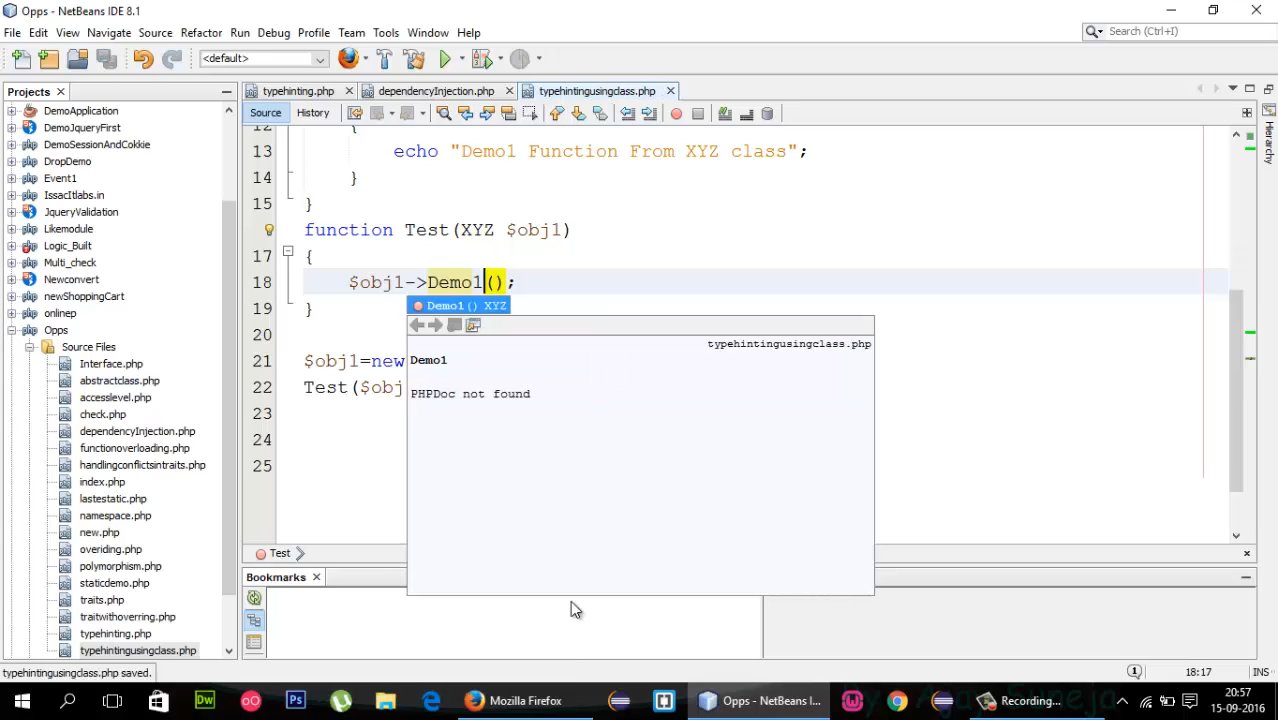 Opps - NetBeans IDE 8.1
File Edit View Navigate Source Refactor Run Debug Profile Team Tools Window Help
Search (Ctrl+I)
<default>
Projects
typehinting.php dependencyInjection.php typehintingusingclass.php
Source History
DemoApplication
DemoJqueryFirst
DemoSessionAndCokkie
DropDemo
Event1
IssacItlabs.in
JqueryValidation
Likemodule
Logic_Built
Multi_check
Newconvert
newShoppingCart
onlinep
Opps
Source Files
Interface.php
abstractclass.php
accesslevel.php
check.php
dependencyInjection.php
functionoverloading.php
handlingconflictsintraits.php
index.php
lastestatic.php
namespace.php
new.php
overiding.php
polymorphism.php
staticdemo.php
traits.php
traitwithoverring.php
typehinting.php
typehintingusingclass.php
12 {
13 echo "Demo1 Function From XYZ class";
14 }
15 }
function Test(XYZ $obj1)
17 {
18 $obj1->Demo1();
19 }
20
21 $obj1=new
22 Test($obj
23
24
25
Demo1() XYZ
typehintingusingclass.php
Demo1
PHPDoc not found
Hierarchy
Test
Bookmarks
typehintingusingclass.php saved.
1 18:17 INS
Mozilla Firefox
Opps - NetBeans I...
Recording...
20:57
15-09-2016